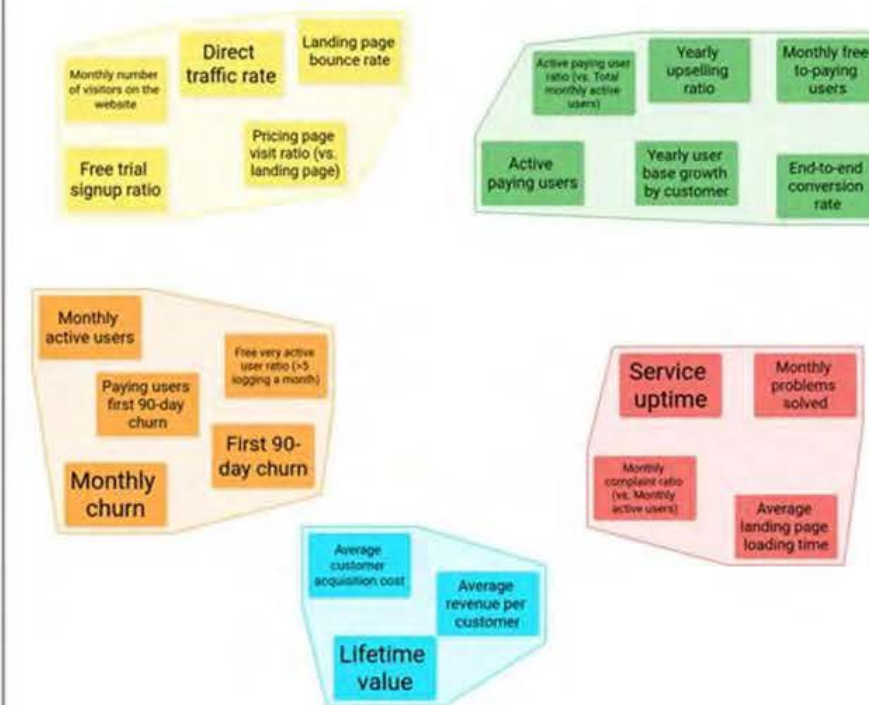 Monthly number
of visitors on the
website
Direct
traffic rate
Landing page
bounce rate
Free trial
signup ratio
Pricing page
visit ratio (vs.
landing page)
Active paying user
ratio (vs. Total
monthly active
users)
Yearly
upselling
ratio
Monthly free
to-paying
users
Active
paying users
Yearly user
base growth
by customer
End-to-end
conversion
rate
Monthly
active users
Free very active
user ratio (>5
logging a month)
Paying users
first 90-day
churn
First 90-
day churn
Monthly
churn
Service
uptime
Monthly
problems
solved
Monthly
complaint ratio
(vs. Monthly
active users)
Average
landing page
loading time
Average
customer
acquisition cost
Average
revenue per
customer
Lifetime
value